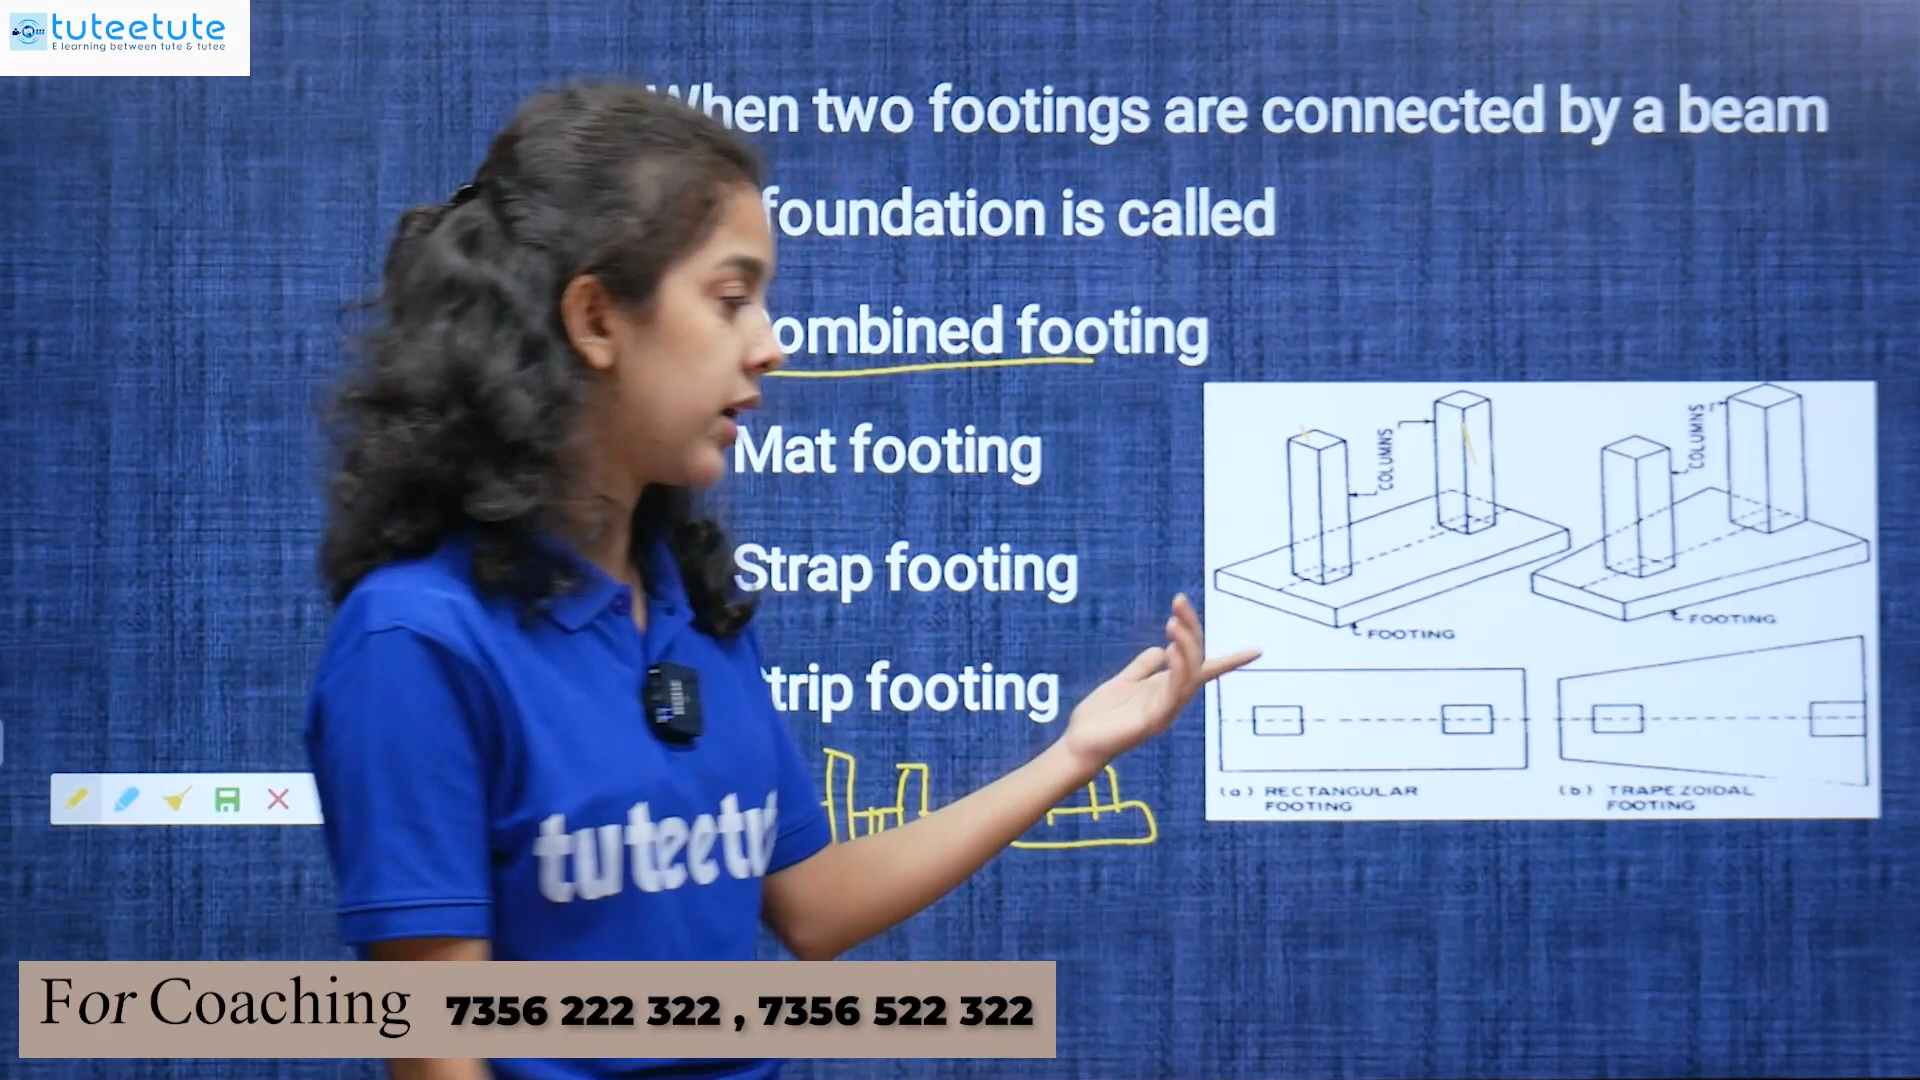 tuteetute
E learning between tute & tutee
When two footings are connected by a beam
foundation is called
ombined footing
Mat footing
Strap footing
trip footing
COLUMNS
COLUMNS
FOOTING
FOOTING
(a) RECTANGULAR
FOOTING
(b) TRAPEZOIDAL
FOOTING
tuteetu
For Coaching 7356 222 322 , 7356 522 322